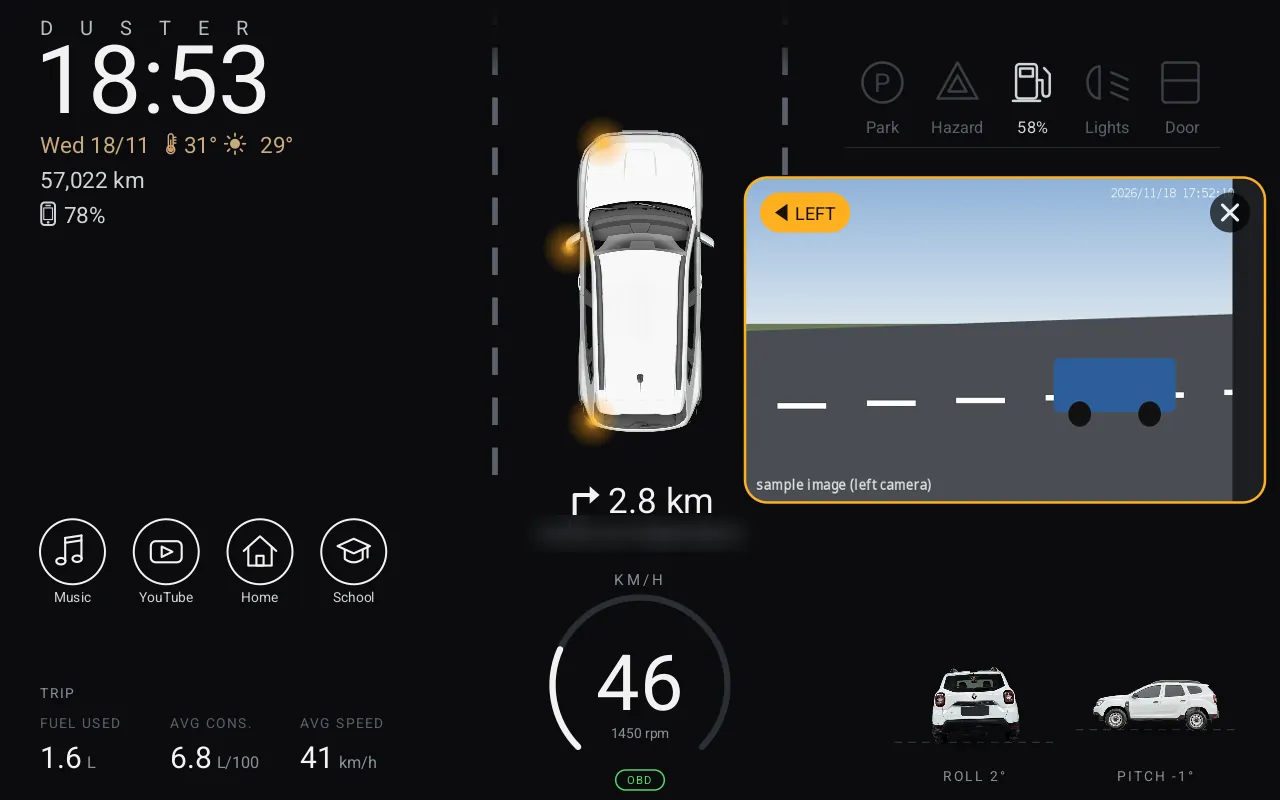 DUSTER
18:53
Wed 18/11 31° 29°
57,022 km
78%
P
Park Hazard 58% Lights Door
LEFT
2026/11/18 17:52:
sample image (left camera)
2.8 km
Music YouTube Home School
KM/H
46
1450 rpm
OBD
TRIP
FUEL USED AVG CONS. AVG SPEED
1.6 L 6.8 L/100 41 km/h
ROLL 2° PITCH -1°